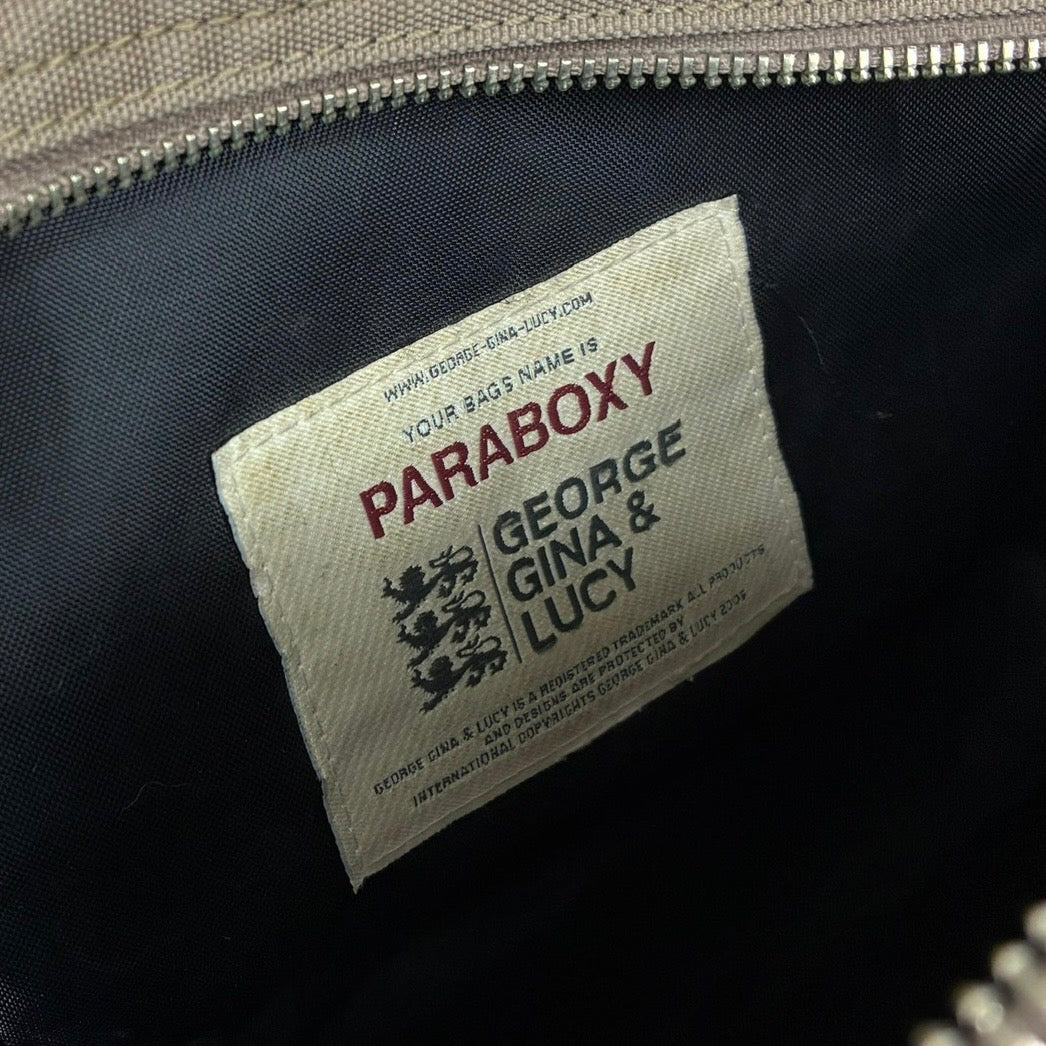 WWW.GEORGE-GINA-LUCY.COM
YOUR BAGS NAME IS
PARABOXY
GEORGE
GINA &
LUCY
GEORGE GINA & LUCY IS A REGISTERED TRADEMARK ALL PRODUCTS
AND DESIGNS ARE PROTECTED BY
INTERNATIONAL COPYRIGHTS GEORGE GINA & LUCY